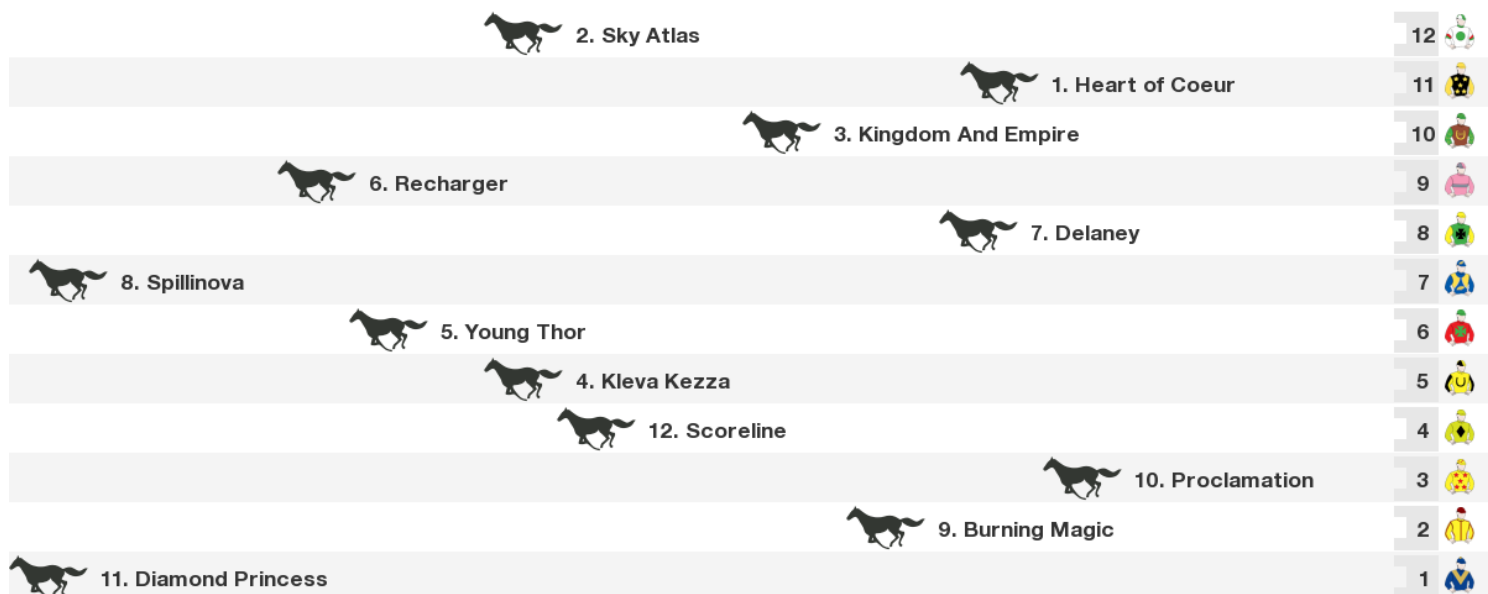 2. Sky Atlas 12
1. Heart of Coeur 11
3. Kingdom And Empire 10
6. Recharger 9
7. Delaney 8
8. Spillinova 7
5. Young Thor 6
4. Kleva Kezza 5
12. Scoreline 4
10. Proclamation 3
9. Burning Magic 2
11. Diamond Princess 1